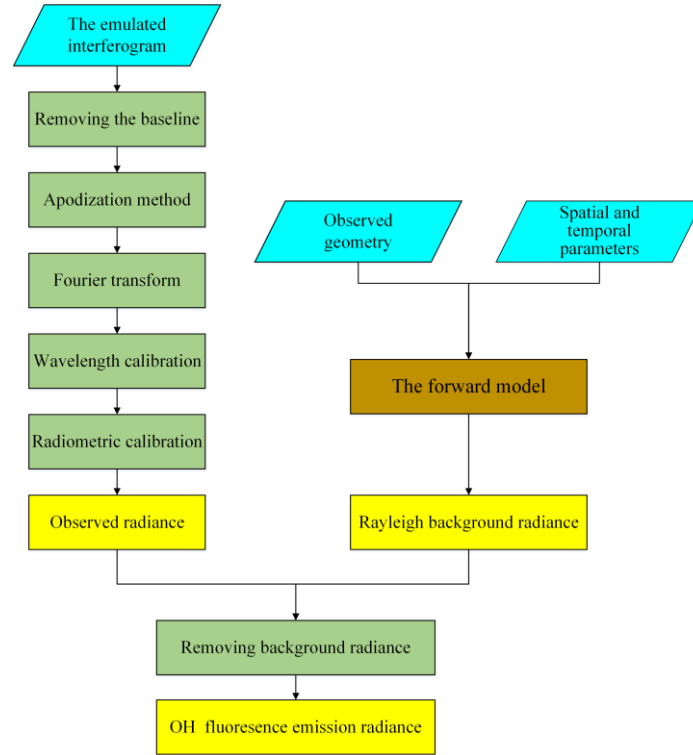 The emulated
interferogram
Removing the baseline
Apodization method
Fourier transform
Wavelength calibration
Radiometric calibration
Observed radiance
Observed
geometry
Spatial and
temporal
parameters
The forward model
Rayleigh background radiance
Removing background radiance
OH fluoresence emission radiance